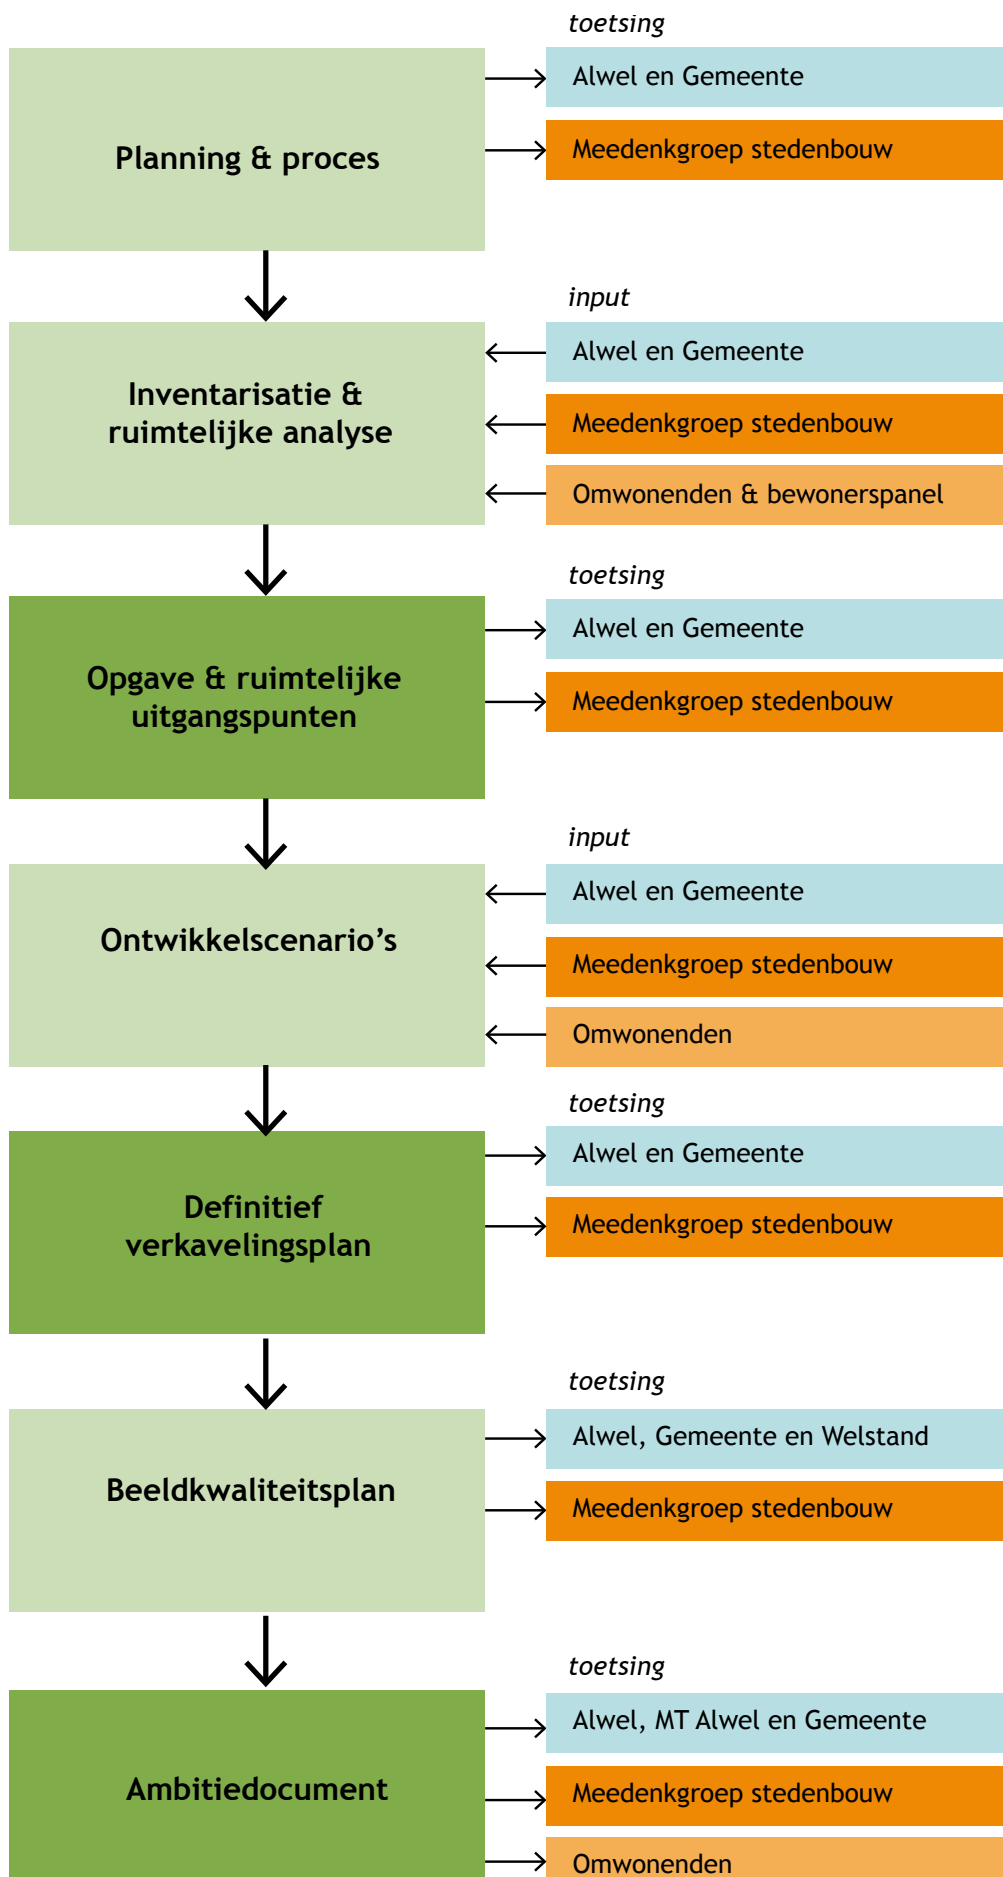 toetsing
Alwel en Gemeente
Planning & proces
Meedenkgroep stedenbouw
input
Alwel en Gemeente
Inventarisatie &
ruimtelijke analyse
Meedenkgroep stedenbouw
Omwonenden & bewonerspanel
toetsing
Alwel en Gemeente
Opgave & ruimtelijke
uitgangspunten
Meedenkgroep stedenbouw
input
Alwel en Gemeente
Ontwikkelscenario’s
Meedenkgroep stedenbouw
Omwonenden
toetsing
Alwel en Gemeente
Definitief
verkavelingsplan
Meedenkgroep stedenbouw
toetsing
Alwel, Gemeente en Welstand
Beeldkwaliteitsplan
Meedenkgroep stedenbouw
toetsing
Alwel, MT Alwel en Gemeente
Ambitiedocument
Meedenkgroep stedenbouw
Omwonenden